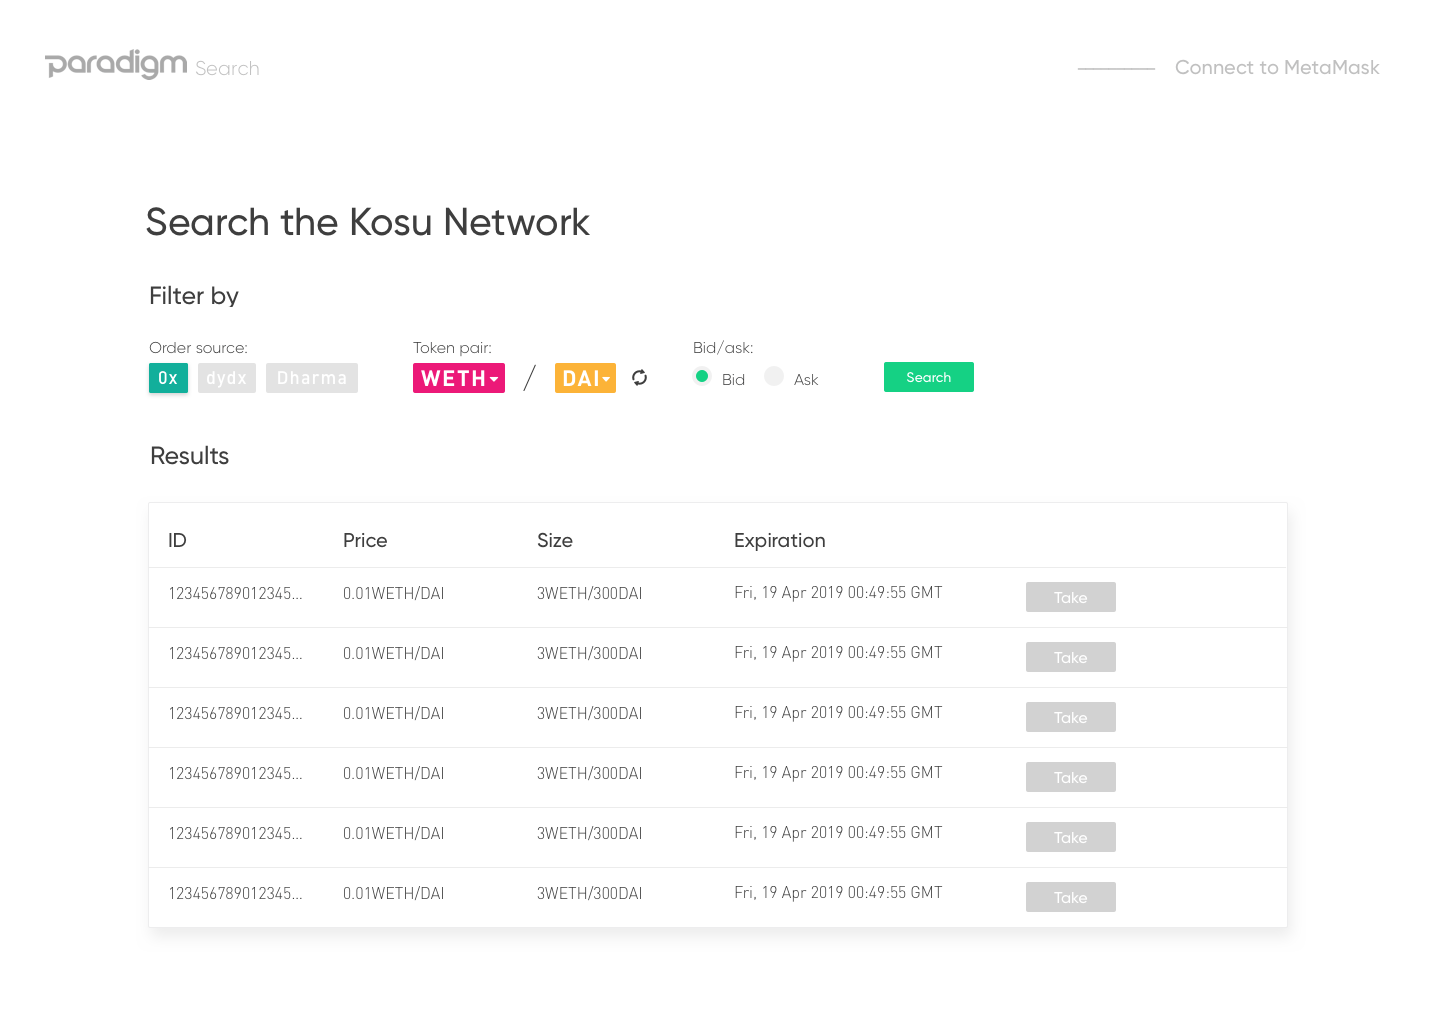 paradigm Search
Connect to MetaMask
Search the Kosu Network
Filter by
Order source:
0x dydx Dharma
Token pair:
WETH / DAI
Bid/ask:
Bid Ask
Search
Results
ID Price Size Expiration
123456789012345... 0.01WETH/DAI 3WETH/300DAI Fri, 19 Apr 2019 00:49:55 GMT Take
123456789012345... 0.01WETH/DAI 3WETH/300DAI Fri, 19 Apr 2019 00:49:55 GMT Take
123456789012345... 0.01WETH/DAI 3WETH/300DAI Fri, 19 Apr 2019 00:49:55 GMT Take
123456789012345... 0.01WETH/DAI 3WETH/300DAI Fri, 19 Apr 2019 00:49:55 GMT Take
123456789012345... 0.01WETH/DAI 3WETH/300DAI Fri, 19 Apr 2019 00:49:55 GMT Take
123456789012345... 0.01WETH/DAI 3WETH/300DAI Fri, 19 Apr 2019 00:49:55 GMT Take